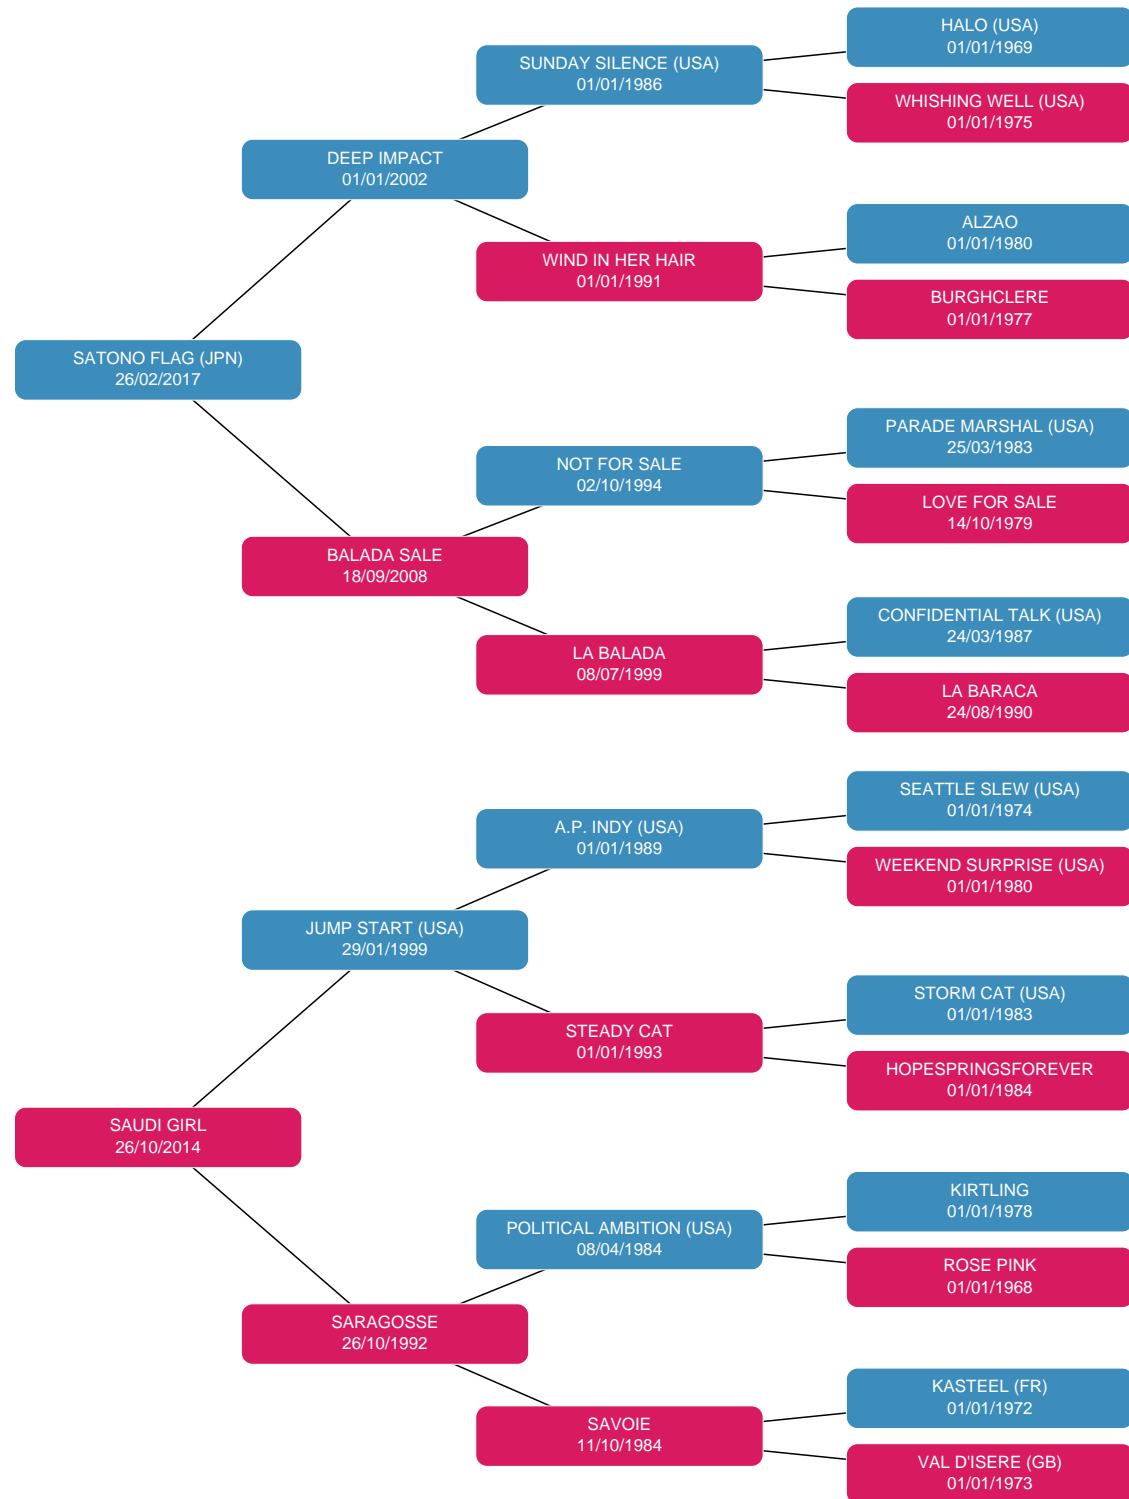 HALO (USA)
01/01/1969
SUNDAY SILENCE (USA)
01/01/1986
WHISHING WELL (USA)
01/01/1975
DEEP IMPACT
01/01/2002
ALZAO
01/01/1980
WIND IN HER HAIR
01/01/1991
BURGHCLERE
01/01/1977
SATONO FLAG (JPN)
26/02/2017
PARADE MARSHAL (USA)
25/03/1983
NOT FOR SALE
02/10/1994
LOVE FOR SALE
14/10/1979
BALADA SALE
18/09/2008
CONFIDENTIAL TALK (USA)
24/03/1987
LA BALADA
08/07/1999
LA BARACA
24/08/1990
SEATTLE SLEW (USA)
01/01/1974
A.P. INDY (USA)
01/01/1989
WEEKEND SURPRISE (USA)
01/01/1980
JUMP START (USA)
29/01/1999
STORM CAT (USA)
01/01/1983
STEADY CAT
01/01/1993
HOPESPRINGSFOREVER
01/01/1984
SAUDI GIRL
26/10/2014
KIRTLING
01/01/1978
POLITICAL AMBITION (USA)
08/04/1984
ROSE PINK
01/01/1968
SARAGOSSE
26/10/1992
KASTEEL (FR)
01/01/1972
SAVOIE
11/10/1984
VAL D'ISERE (GB)
01/01/1973